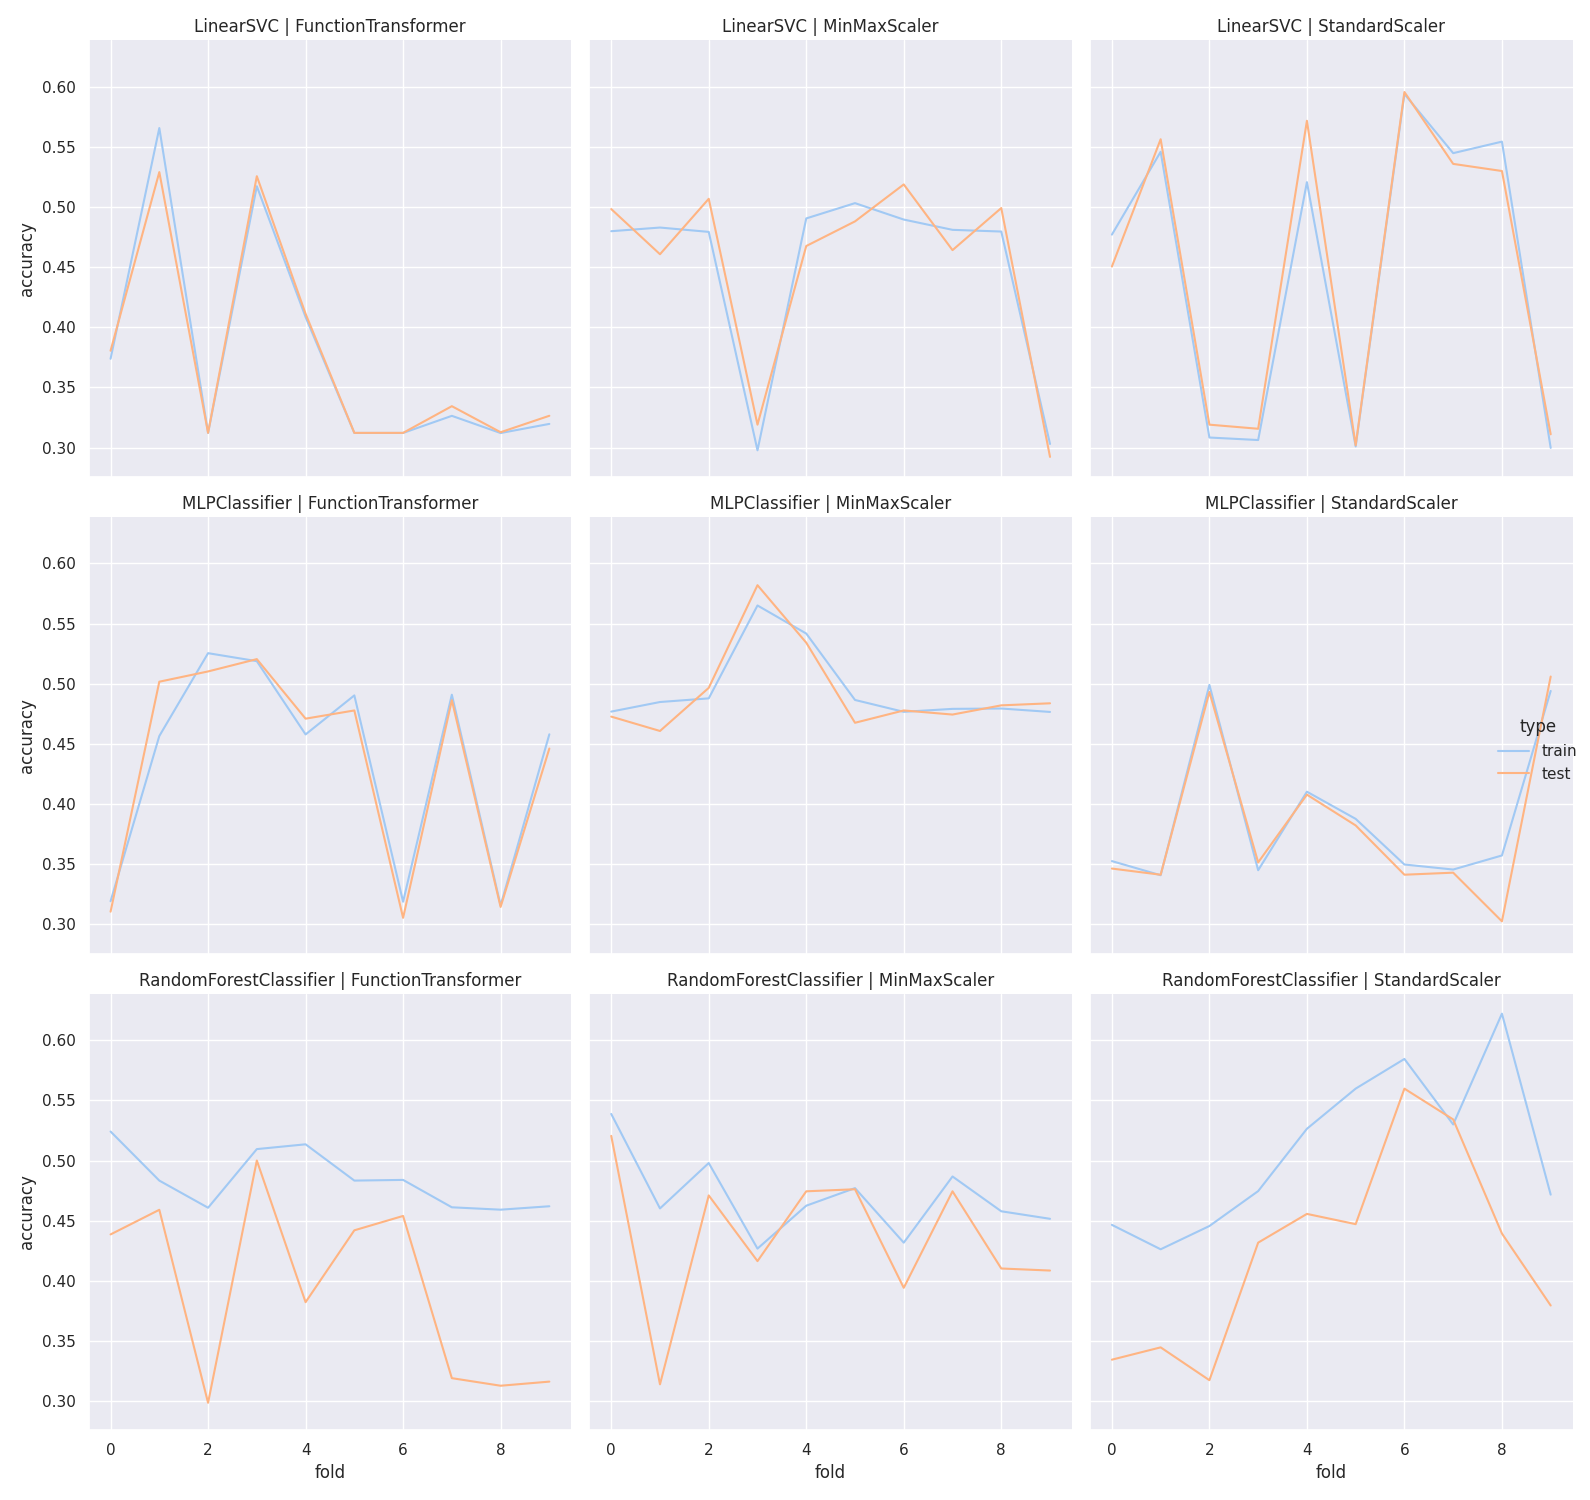 LinearSVC | FunctionTransformer
LinearSVC | MinMaxScaler
LinearSVC | StandardScaler
0.60
0.55
0.50
0.45
0.40
0.35
0.30
accuracy
MLPClassifier | FunctionTransformer
MLPClassifier | MinMaxScaler
MLPClassifier | StandardScaler
0.60
0.55
0.50
0.45
0.40
0.35
0.30
accuracy
type
train
test
RandomForestClassifier | FunctionTransformer
RandomForestClassifier | MinMaxScaler
RandomForestClassifier | StandardScaler
0.60
0.55
0.50
0.45
0.40
0.35
0.30
accuracy
0 2 4 6 8
0 2 4 6 8
0 2 4 6 8
fold
fold
fold